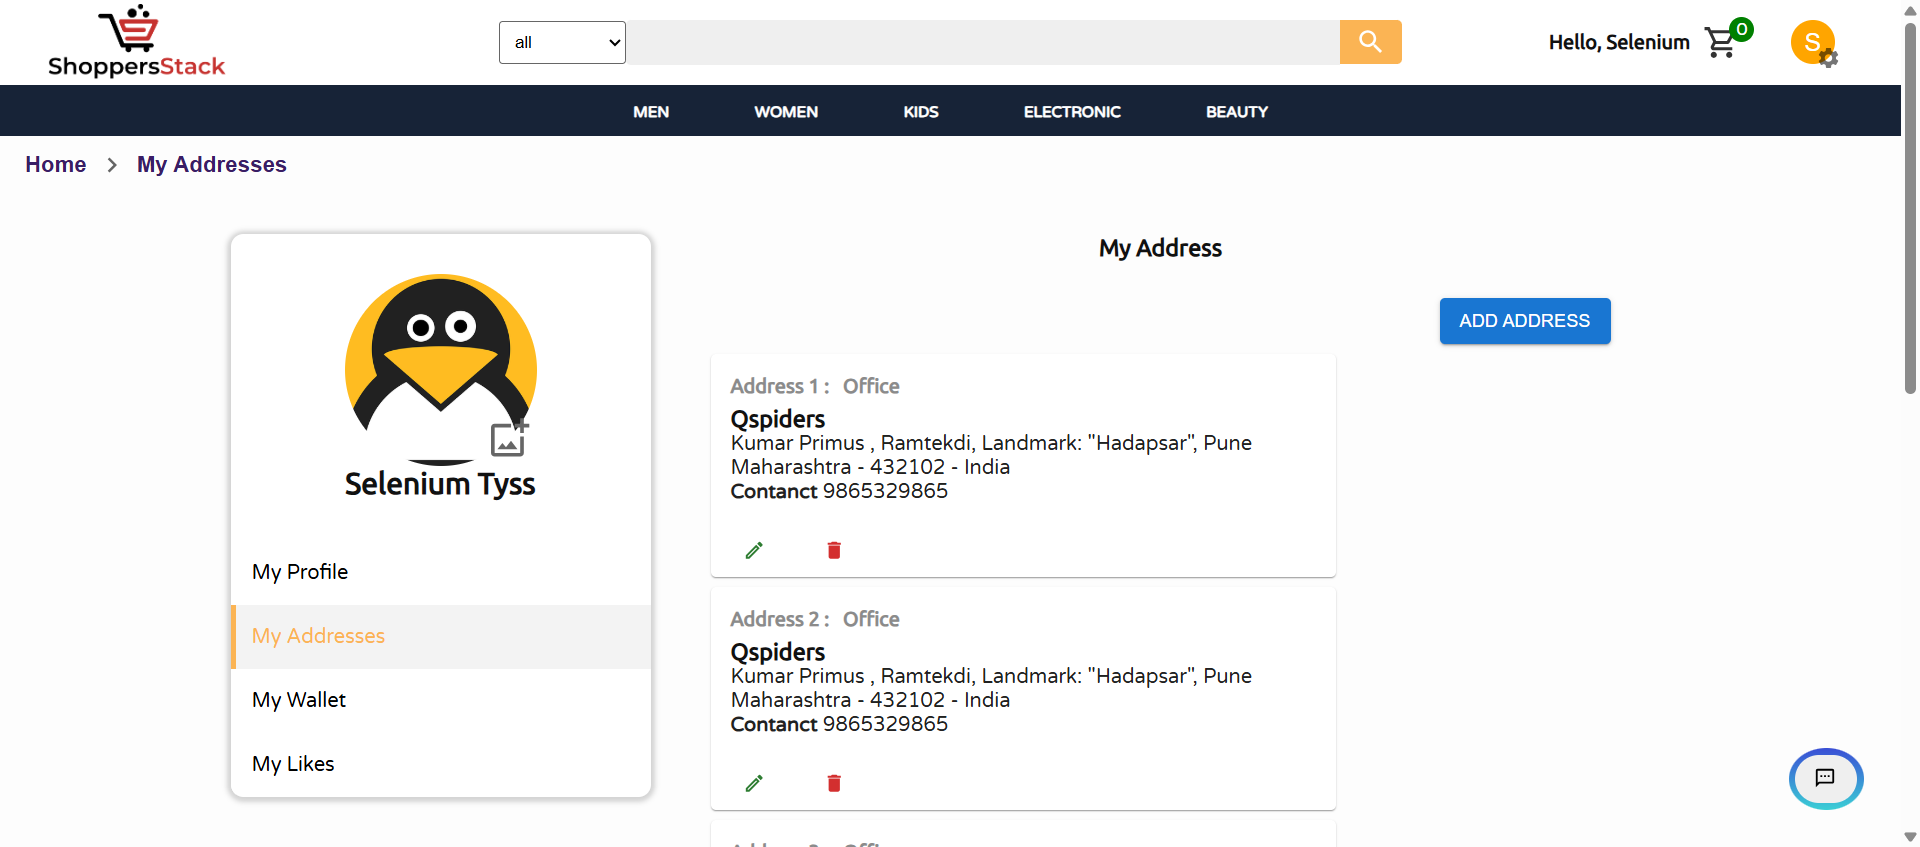 ShoppersStack
all
Hello, Selenium
0
S
MEN WOMEN KIDS ELECTRONIC BEAUTY
Home > My Addresses
Selenium Tyss
My Profile
My Addresses
My Wallet
My Likes
My Address
ADD ADDRESS
Address 1 : Office
Qspiders
Kumar Primus , Ramtekdi, Landmark: "Hadapsar", Pune
Maharashtra - 432102 - India
Contanct 9865329865
Address 2 : Office
Qspiders
Kumar Primus , Ramtekdi, Landmark: "Hadapsar", Pune
Maharashtra - 432102 - India
Contanct 9865329865